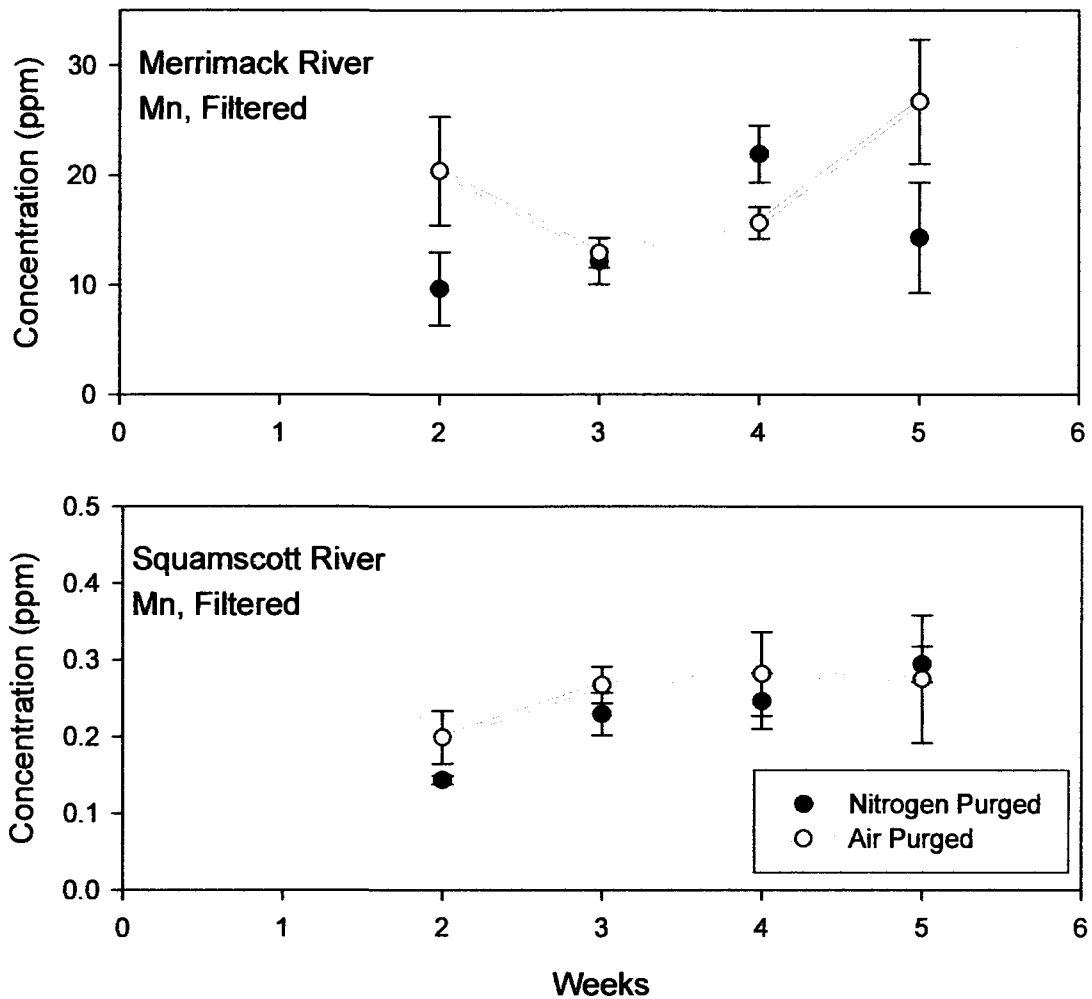 Merrimack River
Mn, Filtered
Concentration (ppm)
30
20
10
0
0 1 2 3 4 5 6
Squamscott River
Mn, Filtered
Concentration (ppm)
0.5
0.4
0.3
0.2
0.1
0.0
Nitrogen Purged
Air Purged
0 1 2 3 4 5 6
Weeks